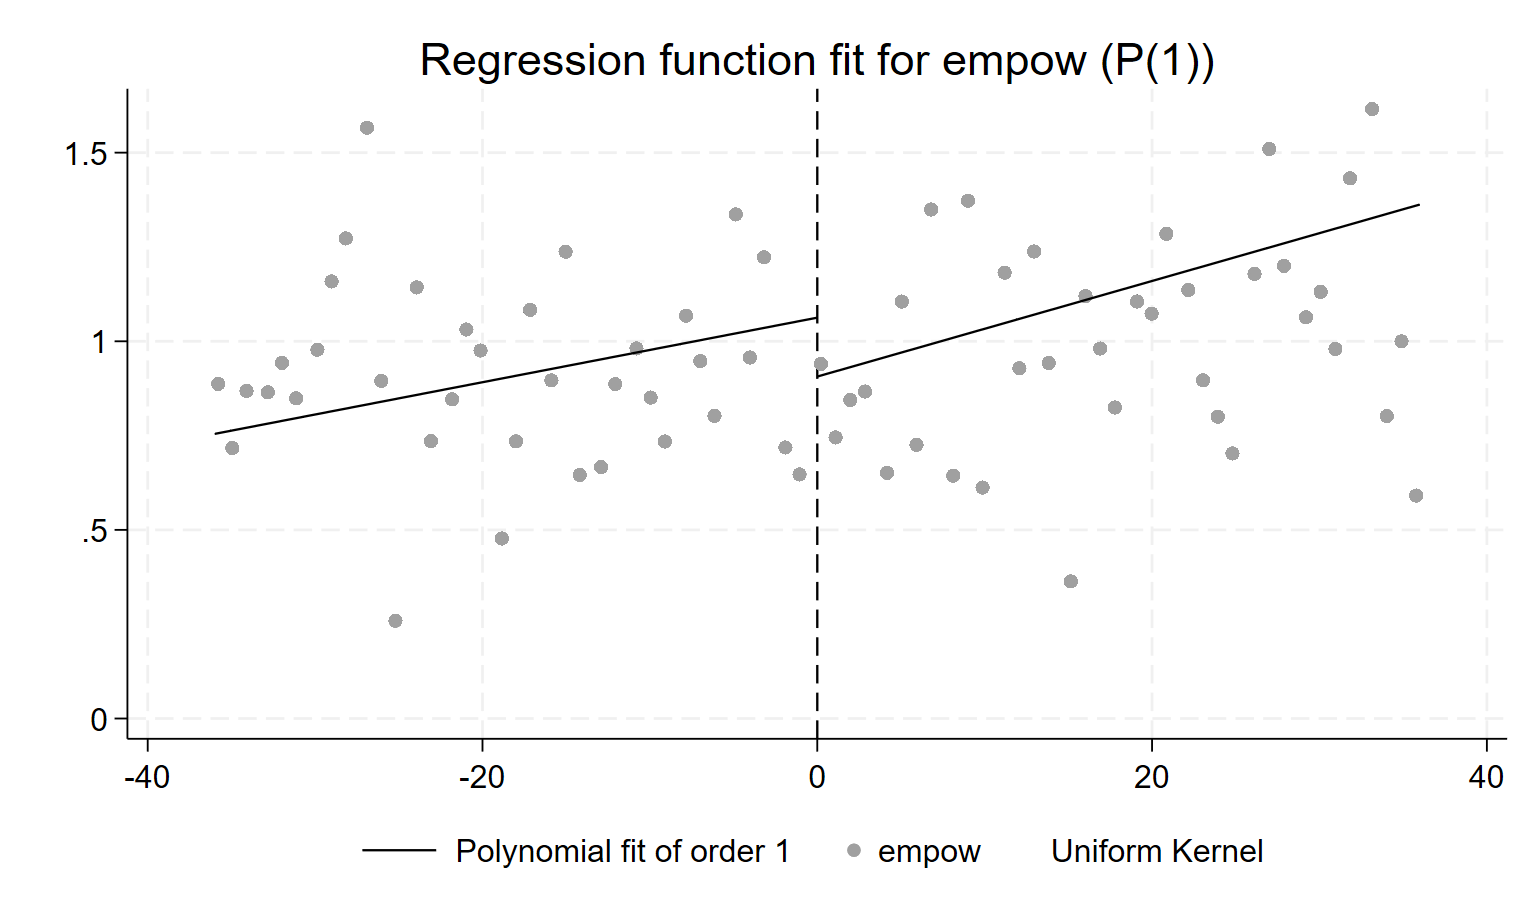 Regression function fit for empow (P(1))
1.5
1
.5
0
-40 -20 0 20 40
Polynomial fit of order 1 empow Uniform Kernel